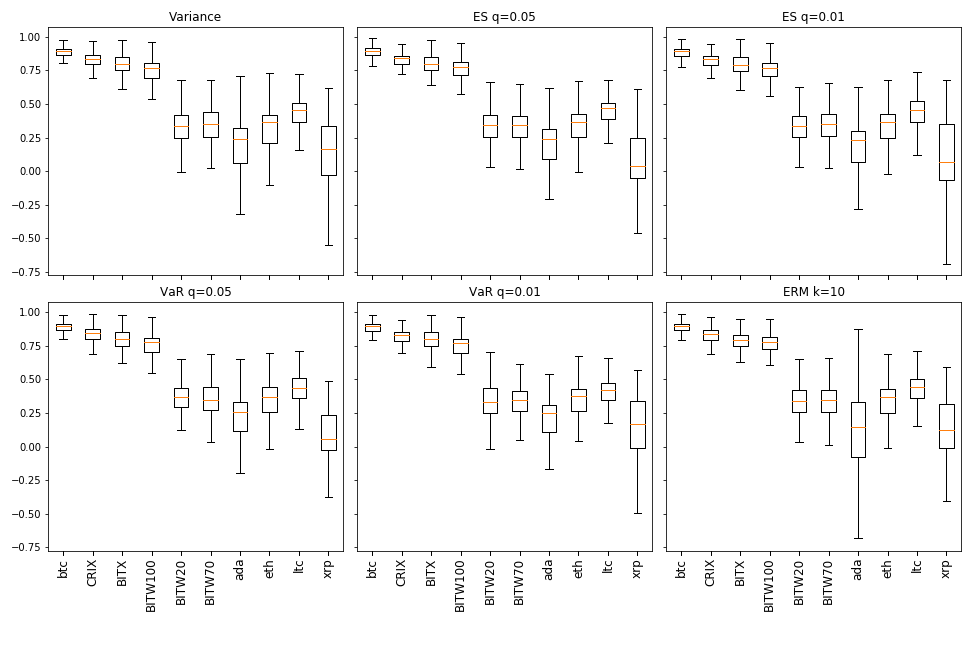 Variance
ES q=0.05
ES q=0.01
1.00
0.75
0.50
0.25
0.00
−0.25
−0.50
−0.75
VaR q=0.05
VaR q=0.01
ERM k=10
1.00
0.75
0.50
0.25
0.00
−0.25
−0.50
−0.75
btc CRIX BITX BITW100 BITW20 BITW70 ada eth ltc xrp
btc CRIX BITX BITW100 BITW20 BITW70 ada eth ltc xrp
btc CRIX BITX BITW100 BITW20 BITW70 ada eth ltc xrp